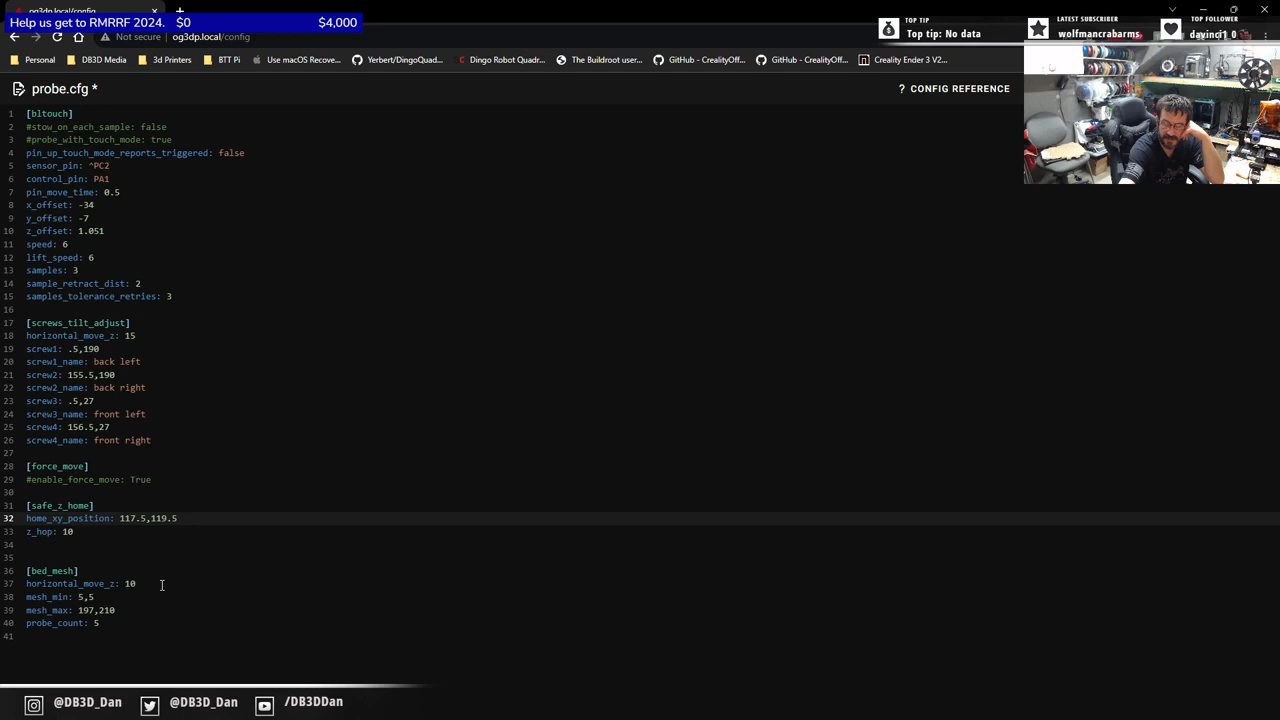 og3dp.local/config
Help us get to RMRRF 2024. $0 $4,000
TOP TIP
Top tip: No data
LATEST SUBSCRIBER
wolfmancrabarms
TOP FOLLOWER
davinci1_0
Not secure | og3dp.local/config
Personal DB3D Media 3d Printers BTT Pi Use macOS Recove... Yerbert/DingoQuad... Dingo Robot Quadr... The Buildroot user... GitHub - CrealityOff... GitHub - CrealityOff... Creality Ender 3 V2...
probe.cfg * ? CONFIG REFERENCE
1 [bltouch]
2 #stow_on_each_sample: false
3 #probe_with_touch_mode: true
4 pin_up_touch_mode_reports_triggered: false
5 sensor_pin: ^PC2
6 control_pin: PA1
7 pin_move_time: 0.5
8 x_offset: -34
9 y_offset: -7
10 z_offset: 1.051
11 speed: 6
12 lift_speed: 6
13 samples: 3
14 sample_retract_dist: 2
15 samples_tolerance_retries: 3
16
17 [screws_tilt_adjust]
18 horizontal_move_z: 15
19 screw1: .5,190
20 screw1_name: back left
21 screw2: 155.5,190
22 screw2_name: back right
23 screw3: .5,27
24 screw3_name: front left
25 screw4: 156.5,27
26 screw4_name: front right
27
28 [force_move]
29 #enable_force_move: True
30
31 [safe_z_home]
32 home_xy_position: 117.5,119.5
33 z_hop: 10
34
35
36 [bed_mesh]
37 horizontal_move_z: 10
38 mesh_min: 5,5
39 mesh_max: 197,210
40 probe_count: 5
41
@DB3D_Dan @DB3D_Dan /DB3DDan